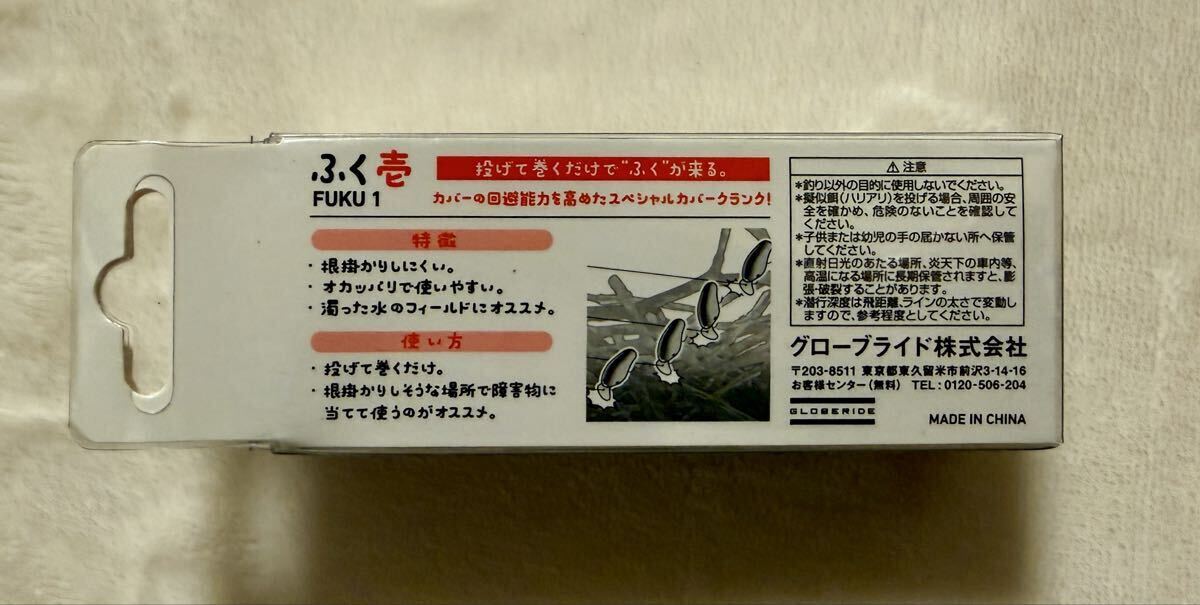 ふく壱
FUKU 1
投げて巻くだけで"ふく"が来る。
カバーの回避能力を高めたスペシャルカバークランク!
特徴
・根掛かりしにくい。
・オカッパリで使いやすい。
・濁った水のフィールドにオススメ。
使い方
・投げて巻くだけ。
・根掛かりしそうな場所で障害物に
当てて使うのがオススメ。
⚠注意
*釣り以外の目的に使用しないでください。
*擬似餌(ハリアリ)を投げる場合、周囲の安
全を確かめ、危険のないことを確認して
ください。
*子供または幼児の手の届かない所へ保管
してください。
*直射日光のあたる場所、炎天下の車内等、
高温になる場所に長期保管されますと、膨
張・破裂することがあります。
*潜行深度は飛距離、ラインの太さで変動し
ますので、参考程度としてください。
グローブライド株式会社
〒203-8511 東京都東久留米市前沢3-14-16
お客様センター(無料) TEL:0120-506-204
GLOBERIDE
MADE IN CHINA